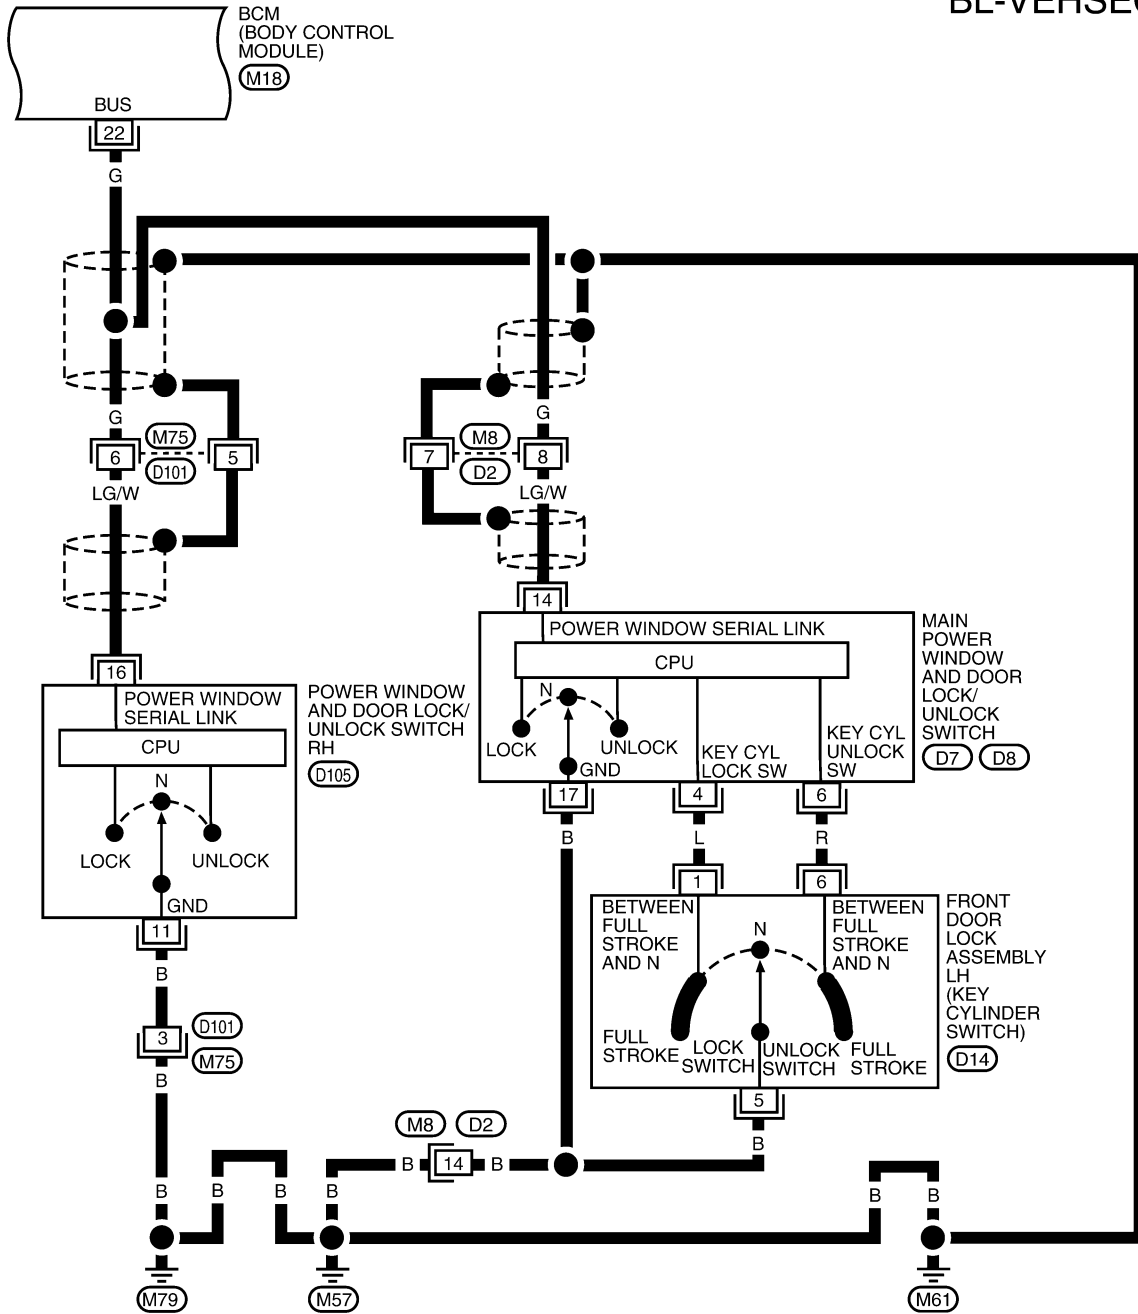 BL-VEHSEC
BCM
(BODY CONTROL
MODULE)
M18
BUS
22
G
G
G
6
M75
D101
5
7
M8
D2
8
LG/W
LG/W
14
POWER WINDOW SERIAL LINK
CPU
N
LOCK
UNLOCK
GND
KEY CYL
LOCK SW
KEY CYL
UNLOCK
SW
MAIN
POWER
WINDOW
AND DOOR
LOCK/
UNLOCK
SWITCH
D7
D8
16
POWER WINDOW
SERIAL LINK
CPU
N
LOCK
UNLOCK
GND
POWER WINDOW
AND DOOR LOCK/
UNLOCK SWITCH
RH
D105
17
4
6
B
L
R
1
6
BETWEEN
FULL
STROKE
AND N
N
BETWEEN
FULL
STROKE
AND N
FULL
STROKE
LOCK
SWITCH
UNLOCK
SWITCH
FULL
STROKE
FRONT
DOOR
LOCK
ASSEMBLY
LH
(KEY
CYLINDER
SWITCH)
D14
11
B
3
D101
M75
B
5
B
M8
D2
B
14
B
B
B
B
B
B
B
M79
M57
M61